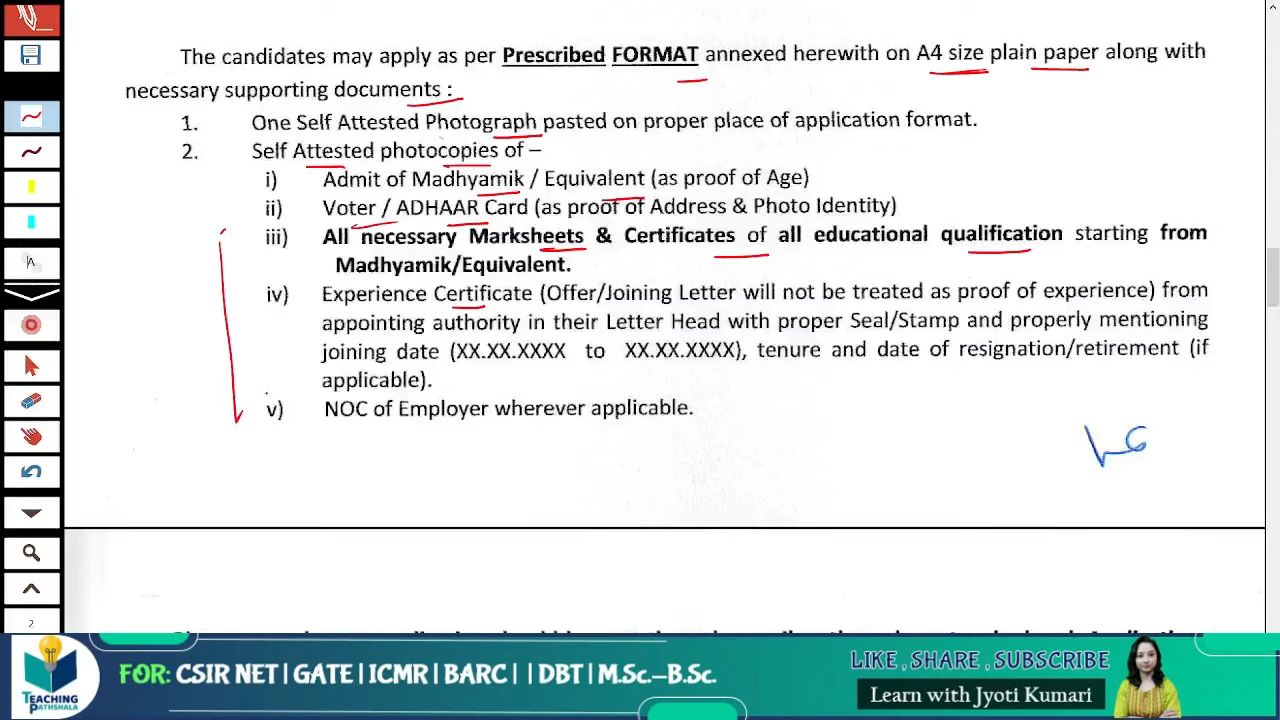 The candidates may apply as per Prescribed FORMAT annexed herewith on A4 size plain paper along with
necessary supporting documents :
1. One Self Attested Photograph pasted on proper place of application format.
2. Self Attested photocopies of –
i) Admit of Madhyamik / Equivalent (as proof of Age)
ii) Voter / ADHAAR Card (as proof of Address & Photo Identity)
iii) All necessary Marksheets & Certificates of all educational qualification starting from
Madhyamik/Equivalent.
iv) Experience Certificate (Offer/Joining Letter will not be treated as proof of experience) from
appointing authority in their Letter Head with proper Seal/Stamp and properly mentioning
joining date (XX.XX.XXXX to XX.XX.XXXX), tenure and date of resignation/retirement (if
applicable).
v) NOC of Employer wherever applicable.
2
TEACHING
PATHSHALA
FOR: CSIR NET | GATE | ICMR | BARC | | DBT | M.Sc.–B.Sc.
LIKE, SHARE, SUBSCRIBE
Learn with Jyoti Kumari